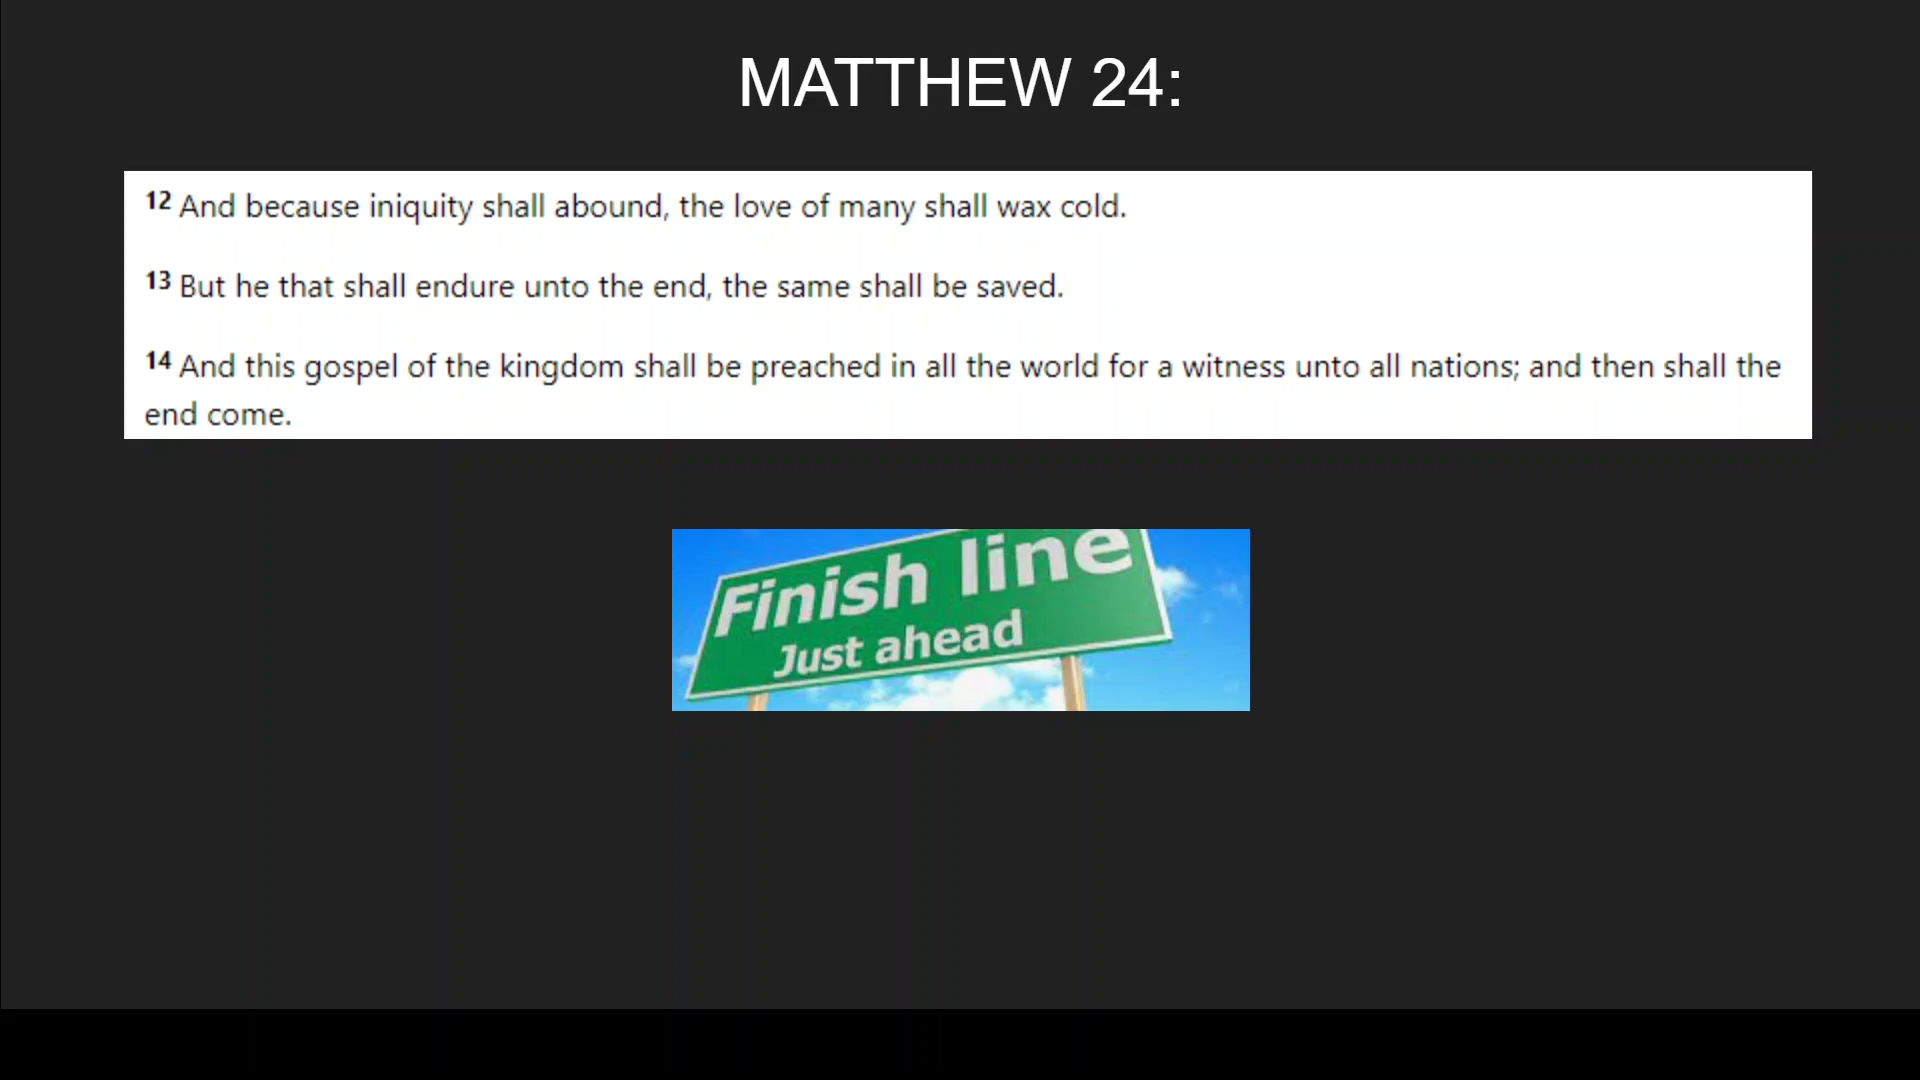 MATTHEW 24:
12 And because iniquity shall abound, the love of many shall wax cold.
13 But he that shall endure unto the end, the same shall be saved.
14 And this gospel of the kingdom shall be preached in all the world for a witness unto all nations; and then shall the
end come.
Finish line
Just ahead